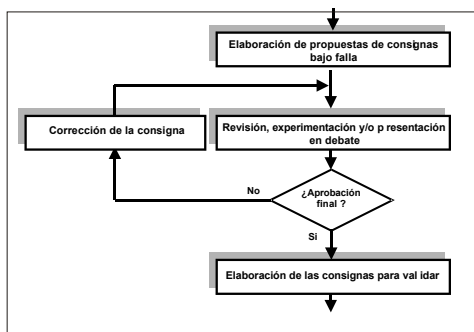 Elaboración de propuestas de consignas
bajo falla
Corrección de la consigna
Revisión, experimentación y/o p resentación
en debate
No
¿Aprobación
final ?
Si
Elaboración de las consignas para val idar